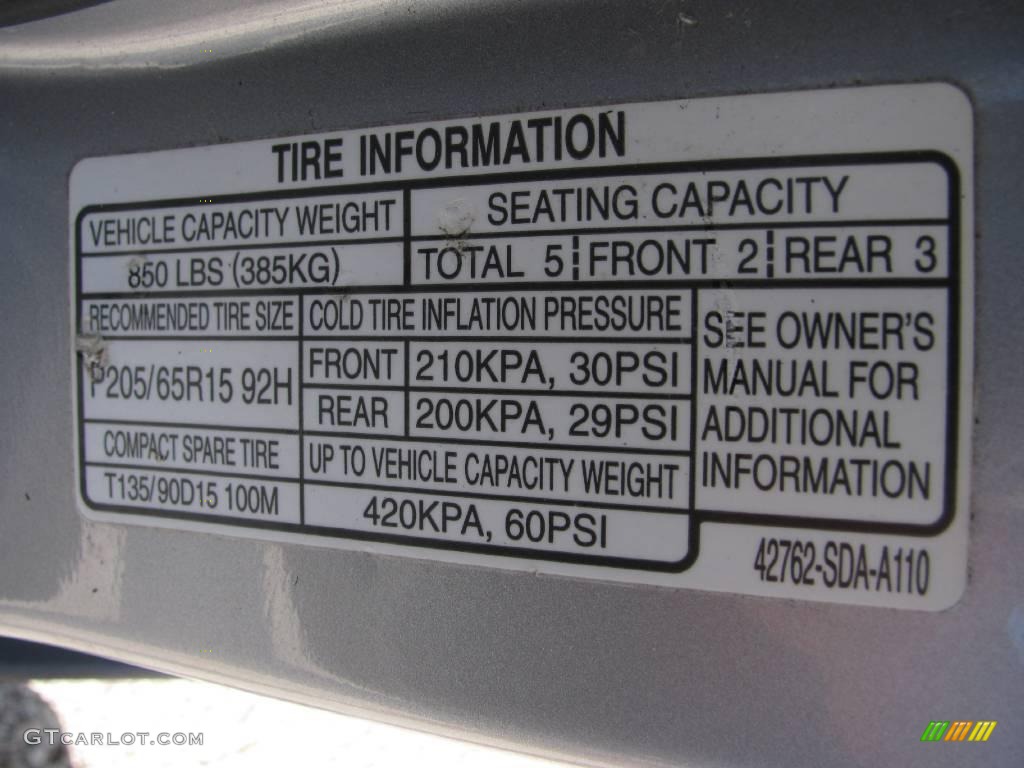 TIRE INFORMATION
VEHICLE CAPACITY WEIGHT
850 LBS (385KG)
SEATING CAPACITY
TOTAL 5 FRONT 2 REAR 3
RECOMMENDED TIRE SIZE
P205/65R15 92H
COLD TIRE INFLATION PRESSURE
FRONT 210KPA, 30PSI
REAR 200KPA, 29PSI
COMPACT SPARE TIRE
T135/90D15 100M
UP TO VEHICLE CAPACITY WEIGHT
420KPA, 60PSI
SEE OWNER'S
MANUAL FOR
ADDITIONAL
INFORMATION
42762-SDA-A110
GTCARLOT.COM